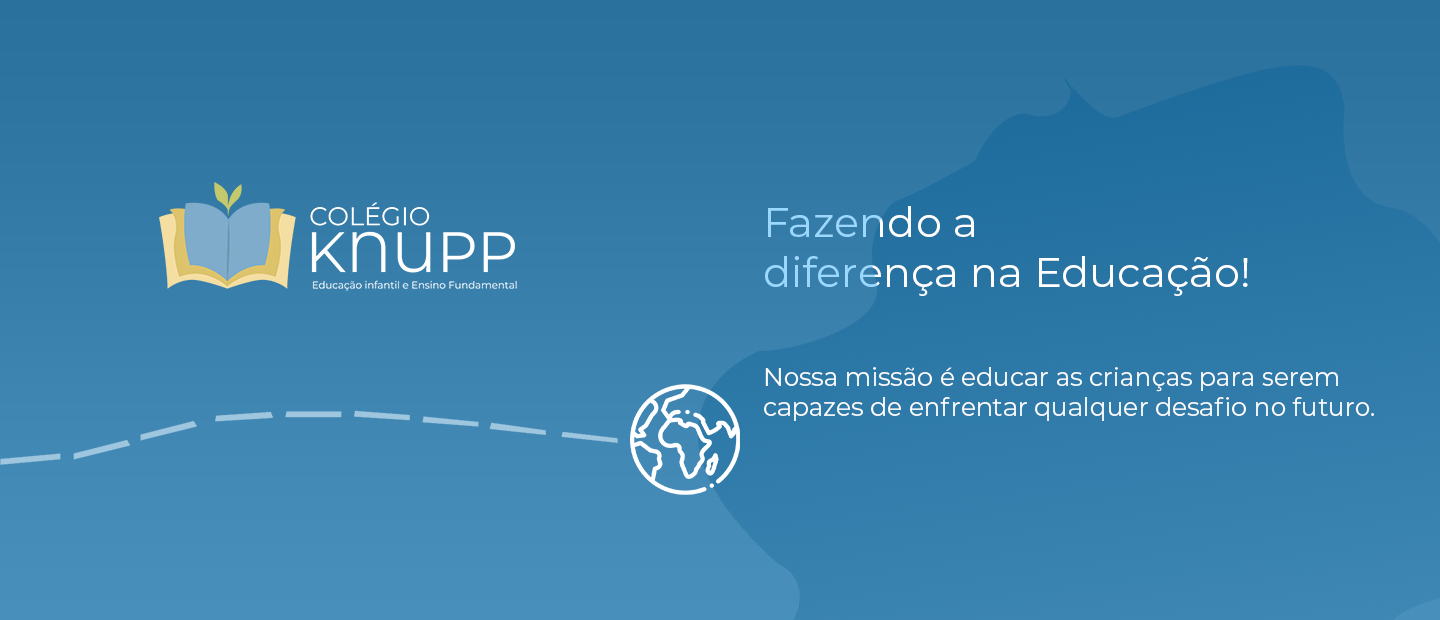 COLÉGIO
KNUPP
Educação infantil e Ensino Fundamental
Fazendo a
diferença na Educação!
Nossa missão é educar as crianças para serem
capazes de enfrentar qualquer desafio no futuro.